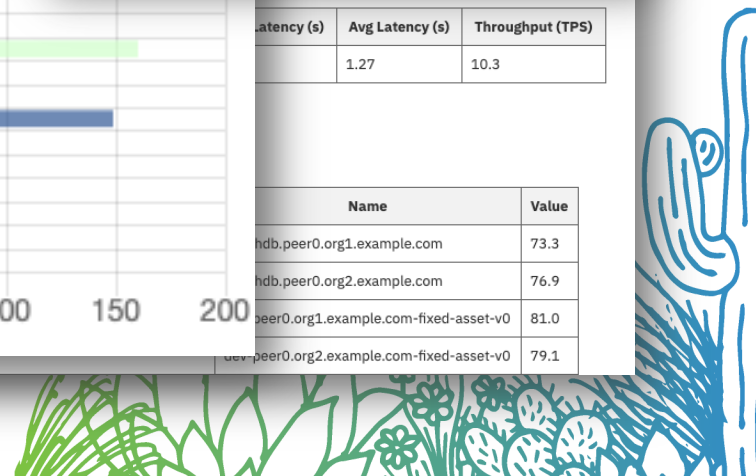 Latency (s) Avg Latency (s) Throughput (TPS)
1.27 10.3
Name Value
hdb.peer0.org1.example.com 73.3
hdb.peer0.org2.example.com 76.9
peer0.org1.example.com-fixed-asset-v0 81.0
dev-peer0.org2.example.com-fixed-asset-v0 79.1
00 150 200